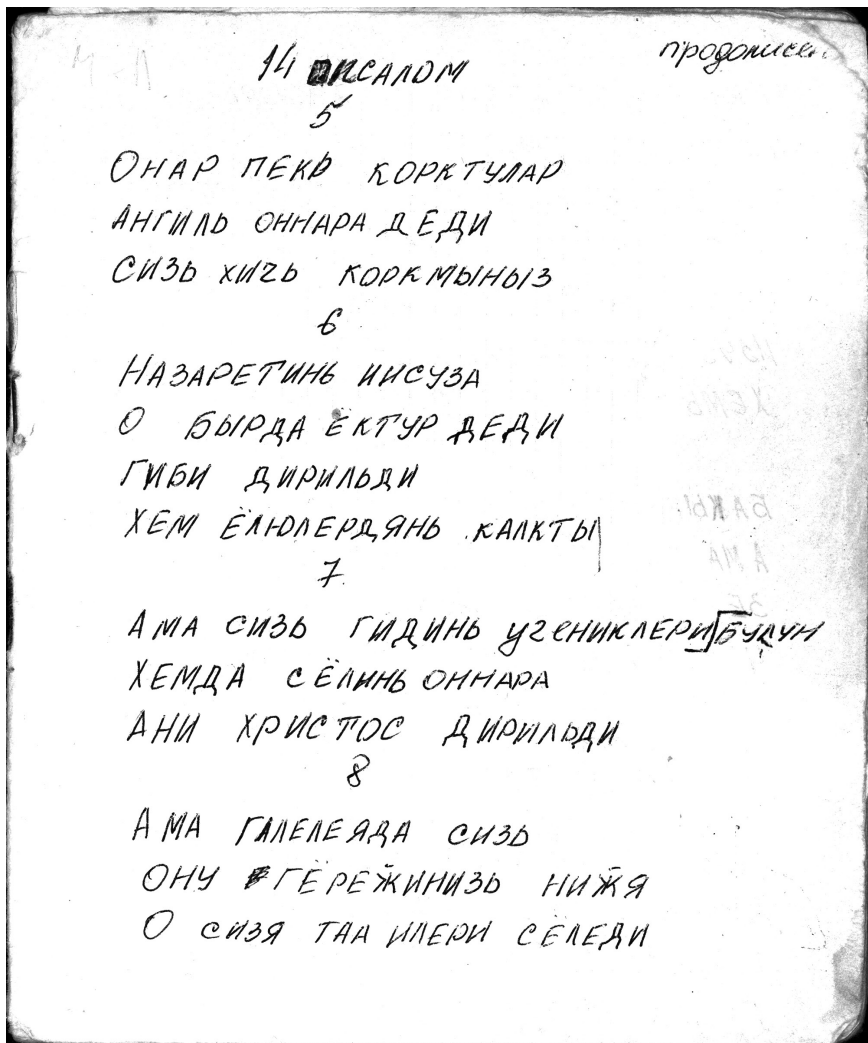 продолжен
14 псалом
5
Онар пекь корктулар
Ангиль оннара деди
сизь хичь коркмыныз
6
Назаретинь Иисуза
О бырда ёктур деди
Гиби дирильди
хем ёлюлердянь калкты
7
Ама сизь гидинь учениклери булун
Хемда сёлинь оннара
Ани Христос дирильди
8
Ама Галелеяда сизь
Ону гёрежинизь нижя
О сизя таа илери сёледи